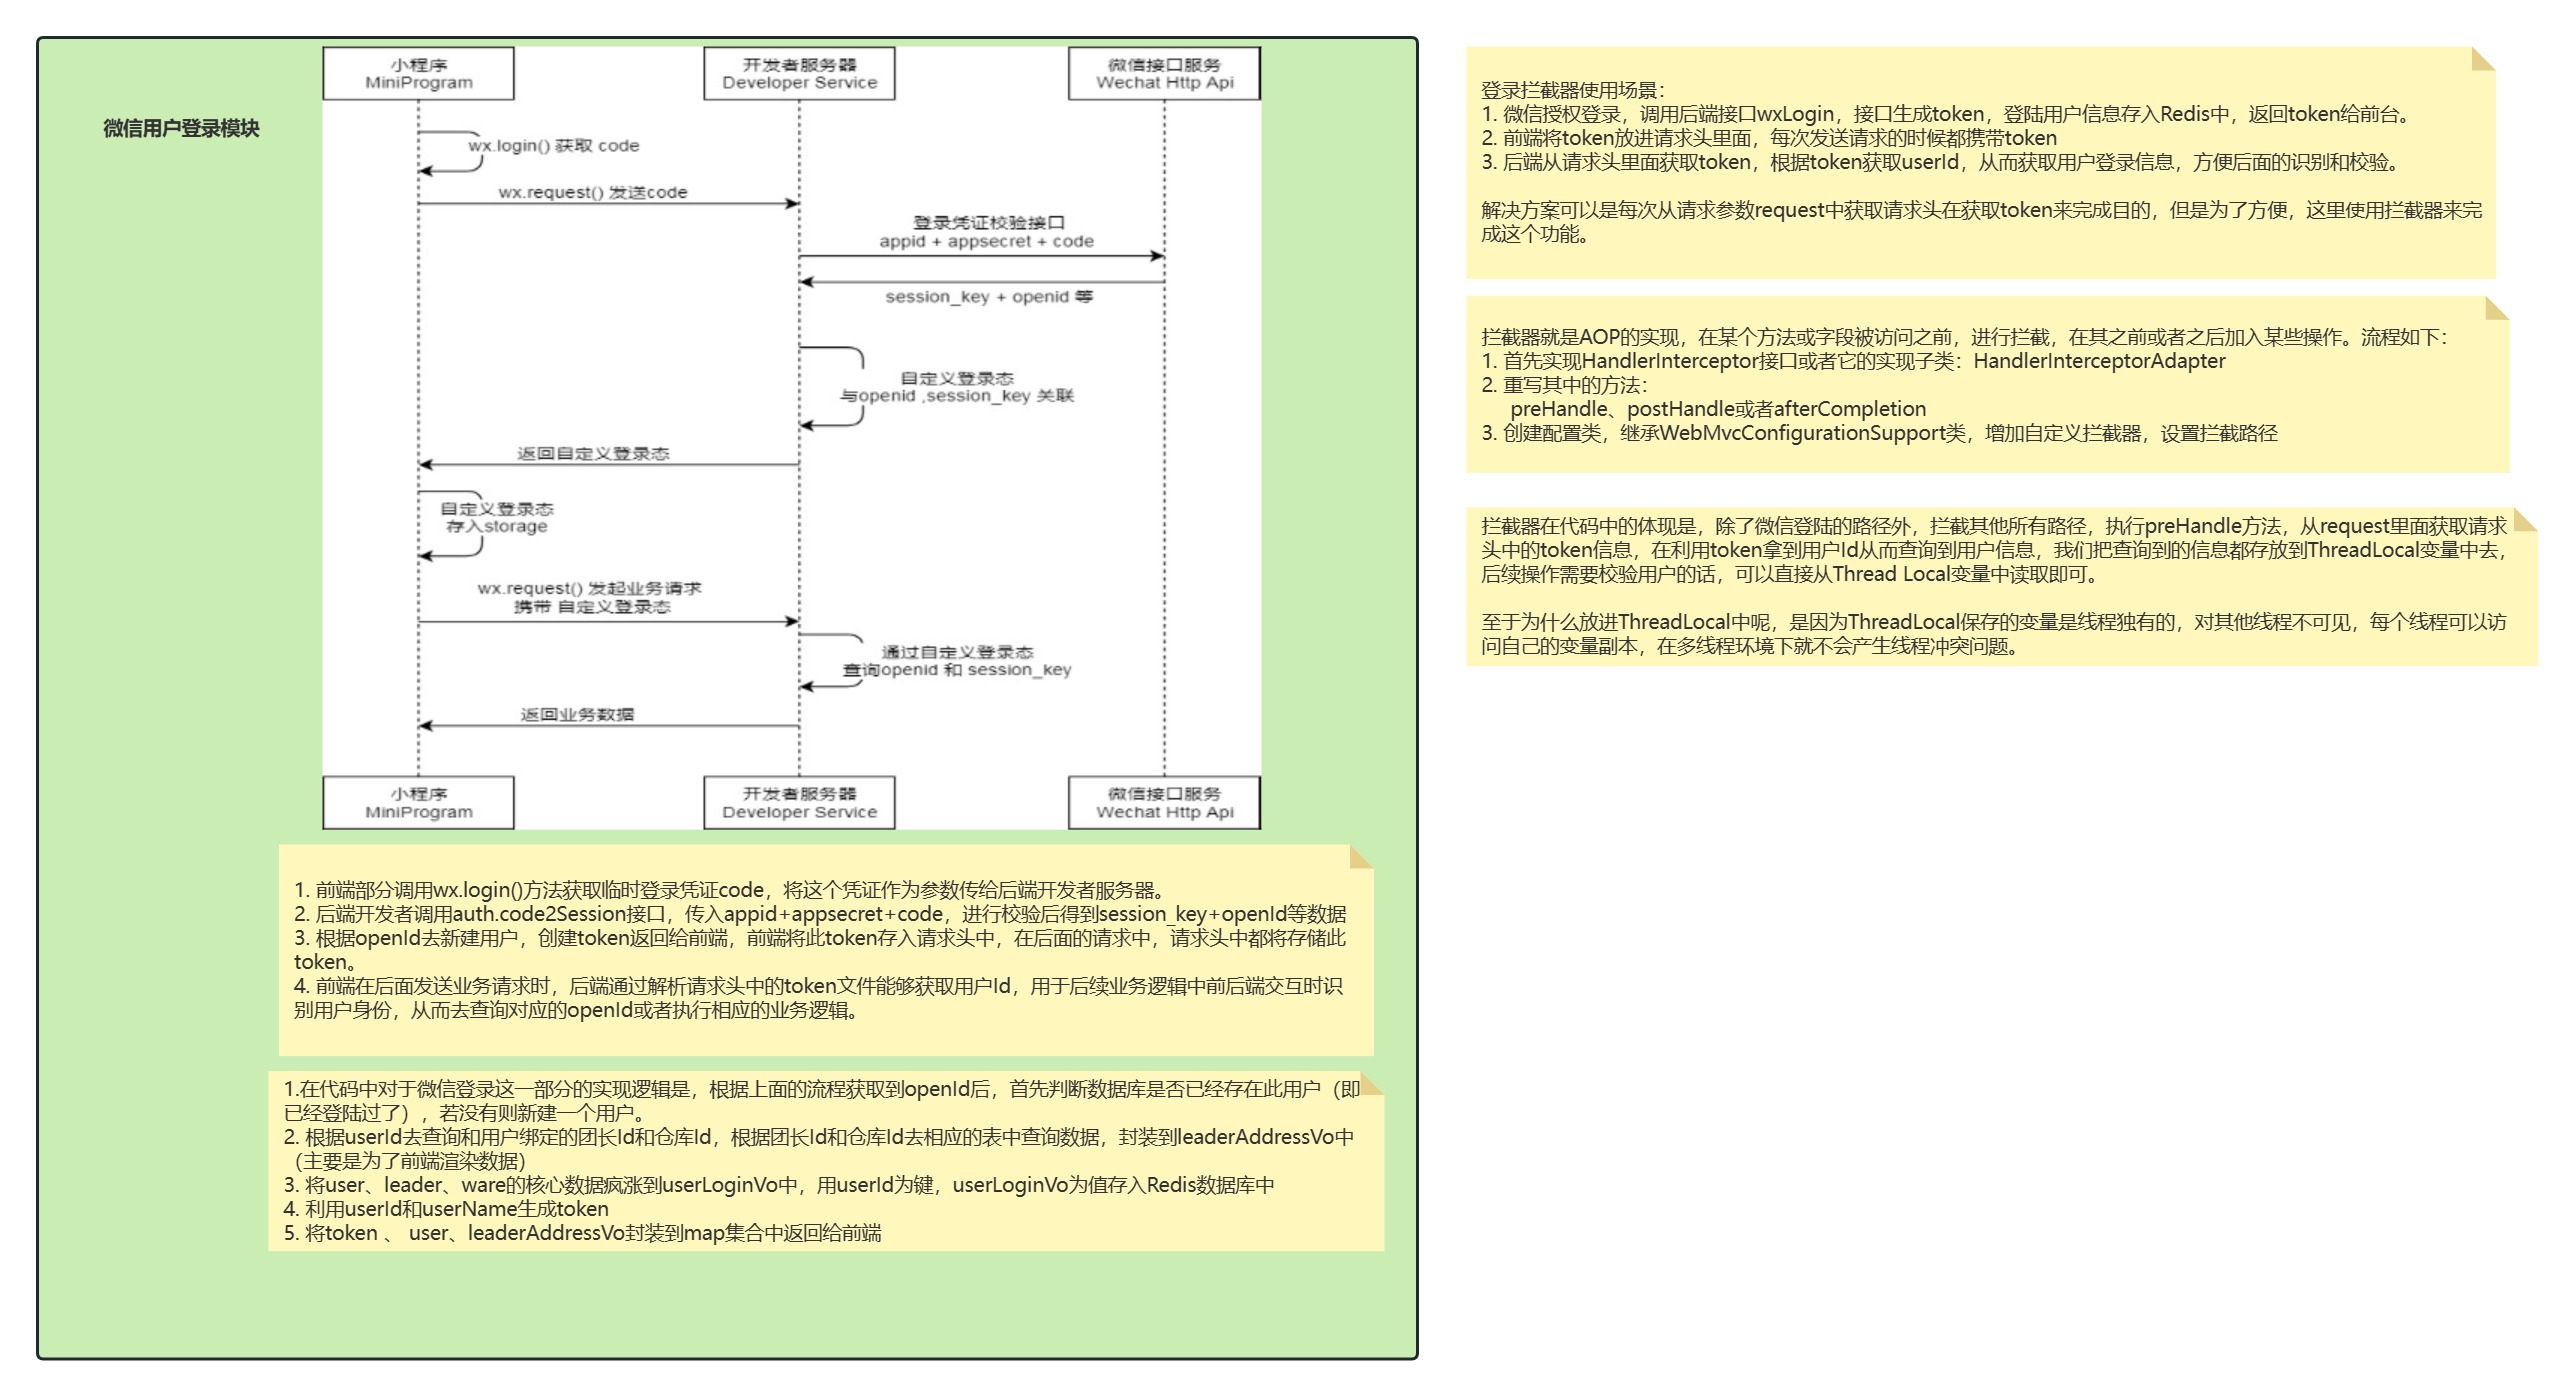 微信用户登录模块
小程序
MiniProgram
开发者服务器
Developer Service
微信接口服务
Wechat Http Api
wx.login() 获取 code
wx.request() 发送code
登录凭证校验接口
appid + appsecret + code
session_key + openid 等
自定义登录态
与openid ,session_key 关联
返回自定义登录态
自定义登录态
存入storage
wx.request() 发起业务请求
携带 自定义登录态
通过自定义登录态
查询openid 和 session_key
返回业务数据
小程序
MiniProgram
开发者服务器
Developer Service
微信接口服务
Wechat Http Api
1. 前端部分调用wx.login()方法获取临时登录凭证code，将这个凭证作为参数传给后端开发者服务器。
2. 后端开发者调用auth.code2Session接口，传入appid+appsecret+code，进行校验后得到session_key+openId等数据
3. 根据openId去新建用户，创建token返回给前端，前端将此token存入请求头中，在后面的请求中，请求头中都将存储此
token。
4. 前端在后面发送业务请求时，后端通过解析请求头中的token文件能够获取用户Id，用于后续业务逻辑中前后端交互时识
别用户身份，从而去查询对应的openId或者执行相应的业务逻辑。
1.在代码中对于微信登录这一部分的实现逻辑是，根据上面的流程获取到openId后，首先判断数据库是否已经存在此用户（即
已经登陆过了），若没有则新建一个用户。
2. 根据userId去查询和用户绑定的团长Id和仓库Id，根据团长Id和仓库Id去相应的表中查询数据，封装到leaderAddressVo中
（主要是为了前端渲染数据）
3. 将user、leader、ware的核心数据疯涨到userLoginVo中，用userId为键，userLoginVo为值存入Redis数据库中
4. 利用userId和userName生成token
5. 将token 、 user、leaderAddressVo封装到map集合中返回给前端
登录拦截器使用场景：
1. 微信授权登录，调用后端接口wxLogin，接口生成token，登陆用户信息存入Redis中，返回token给前台。
2. 前端将token放进请求头里面，每次发送请求的时候都携带token
3. 后端从请求头里面获取token，根据token获取userId，从而获取用户登录信息，方便后面的识别和校验。
解决方案可以是每次从请求参数request中获取请求头在获取token来完成目的，但是为了方便，这里使用拦截器来完
成这个功能。
拦截器就是AOP的实现，在某个方法或字段被访问之前，进行拦截，在其之前或者之后加入某些操作。流程如下：
1. 首先实现HandlerInterceptor接口或者它的实现子类：HandlerInterceptorAdapter
2. 重写其中的方法：
preHandle、postHandle或者afterCompletion
3. 创建配置类，继承WebMvcConfigurationSupport类，增加自定义拦截器，设置拦截路径
拦截器在代码中的体现是，除了微信登陆的路径外，拦截其他所有路径，执行preHandle方法，从request里面获取请求
头中的token信息，在利用token拿到用户Id从而查询到用户信息，我们把查询到的信息都存放到ThreadLocal变量中去，
后续操作需要校验用户的话，可以直接从Thread Local变量中读取即可。
至于为什么放进ThreadLocal中呢，是因为ThreadLocal保存的变量是线程独有的，对其他线程不可见，每个线程可以访
问自己的变量副本，在多线程环境下就不会产生线程冲突问题。